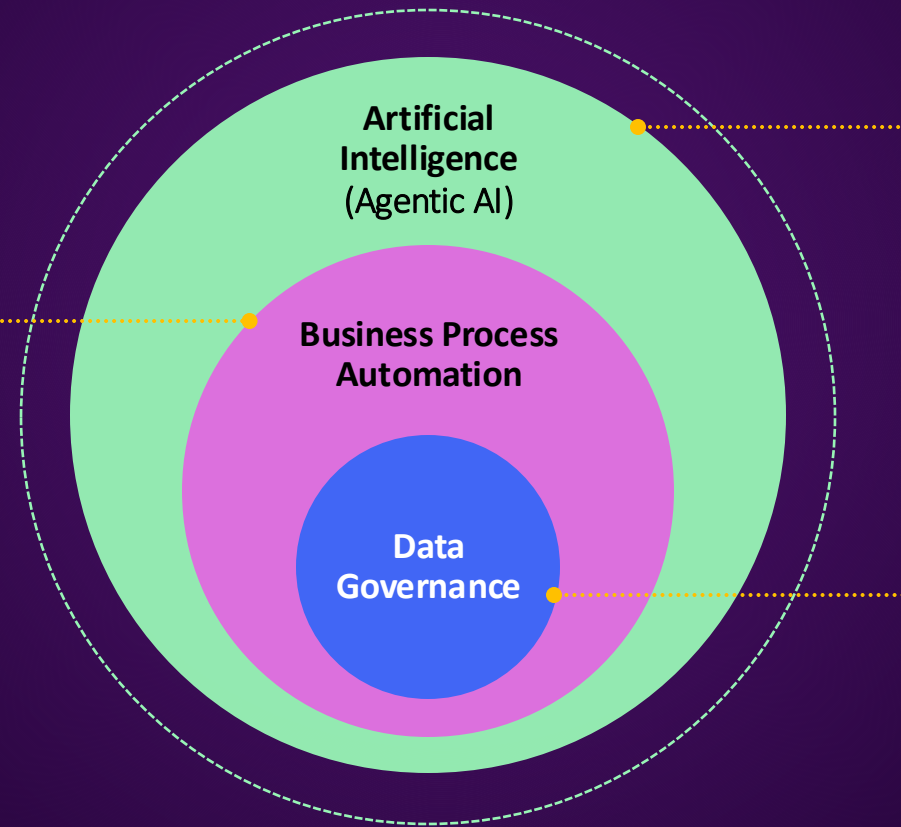 Artificial
Intelligence
(Agentic AI)
Business Process
Automation
Data
Governance